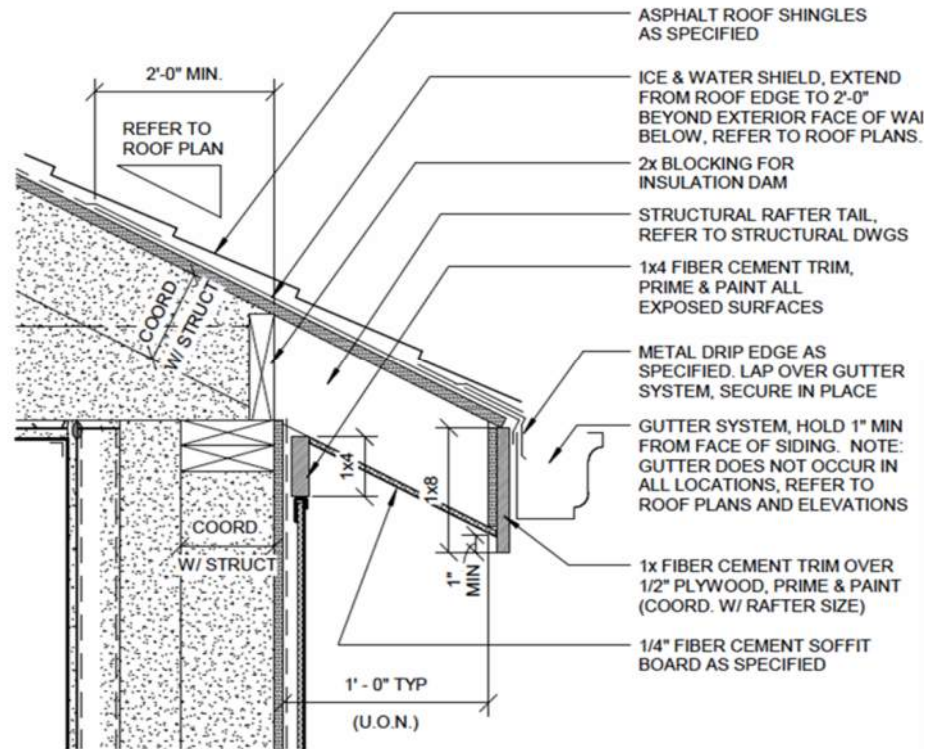 ASPHALT ROOF SHINGLES
AS SPECIFIED
2'-0" MIN.
ICE & WATER SHIELD, EXTEND
FROM ROOF EDGE TO 2'-0"
BEYOND EXTERIOR FACE OF WAI
BELOW, REFER TO ROOF PLANS.
REFER TO
ROOF PLAN
2x BLOCKING FOR
INSULATION DAM
STRUCTURAL RAFTER TAIL,
REFER TO STRUCTURAL DWGS
1x4 FIBER CEMENT TRIM,
PRIME & PAINT ALL
EXPOSED SURFACES
COORD
W/ STRUCT
METAL DRIP EDGE AS
SPECIFIED. LAP OVER GUTTER
SYSTEM, SECURE IN PLACE
GUTTER SYSTEM, HOLD 1" MIN
FROM FACE OF SIDING. NOTE:
GUTTER DOES NOT OCCUR IN
ALL LOCATIONS, REFER TO
ROOF PLANS AND ELEVATIONS
1x4
1x8
COORD.
W/ STRUCT
1"
MIN
1x FIBER CEMENT TRIM OVER
1/2" PLYWOOD, PRIME & PAINT
(COORD. W/ RAFTER SIZE)
1/4" FIBER CEMENT SOFFIT
BOARD AS SPECIFIED
1' - 0" TYP
(U.O.N.)